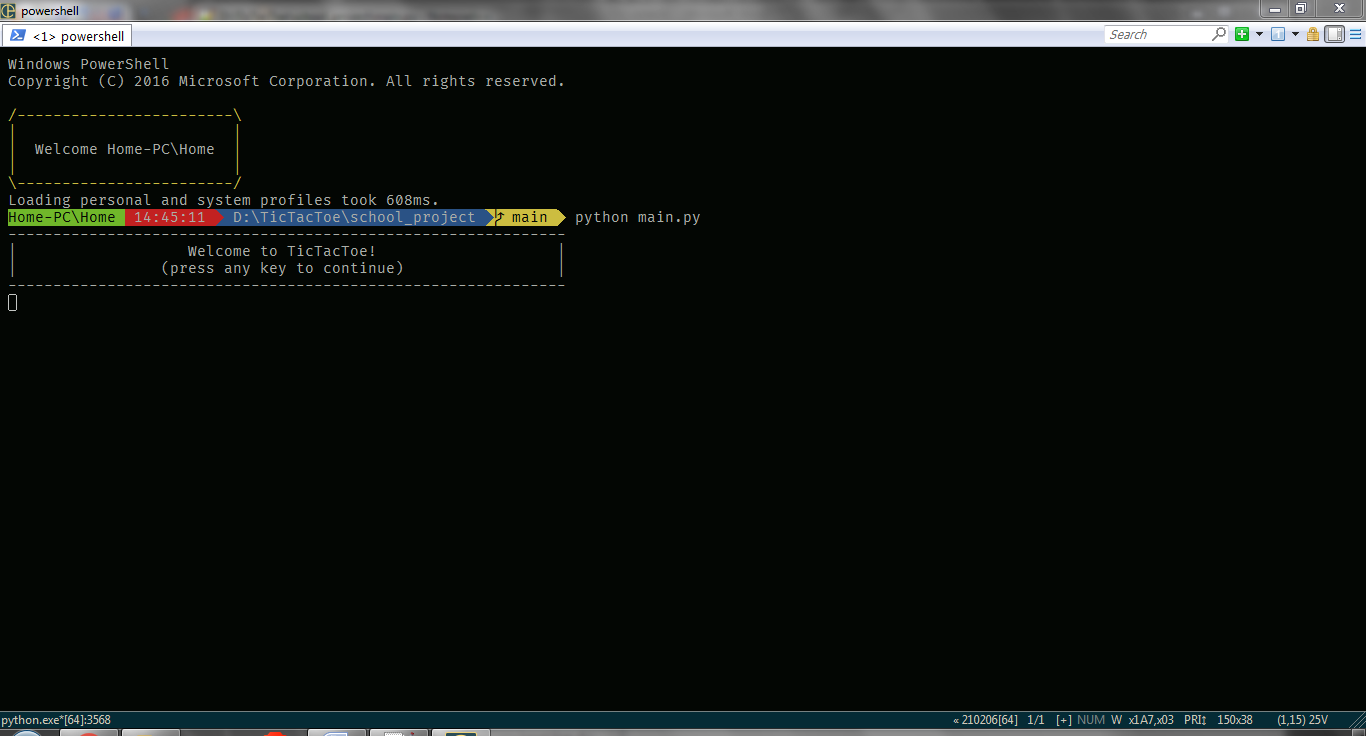 powershell
<1> powershell
Search
Windows PowerShell
Copyright (C) 2016 Microsoft Corporation. All rights reserved.
/------------------------\
|                        |
|  Welcome Home-PC\Home  |
|                        |
\------------------------/
Loading personal and system profiles took 608ms.
Home-PC\Home 14:45:11 D:\TicTacToe\school_project main python main.py
--------------------------------------------------------------
|                   Welcome to TicTacToe!                    |
|                (press any key to continue)                 |
--------------------------------------------------------------
python.exe*[64]:3568 « 210206[64] 1/1 [+] NUM W x1A7,x03 PRI↕ 150x38 (1,15) 25V